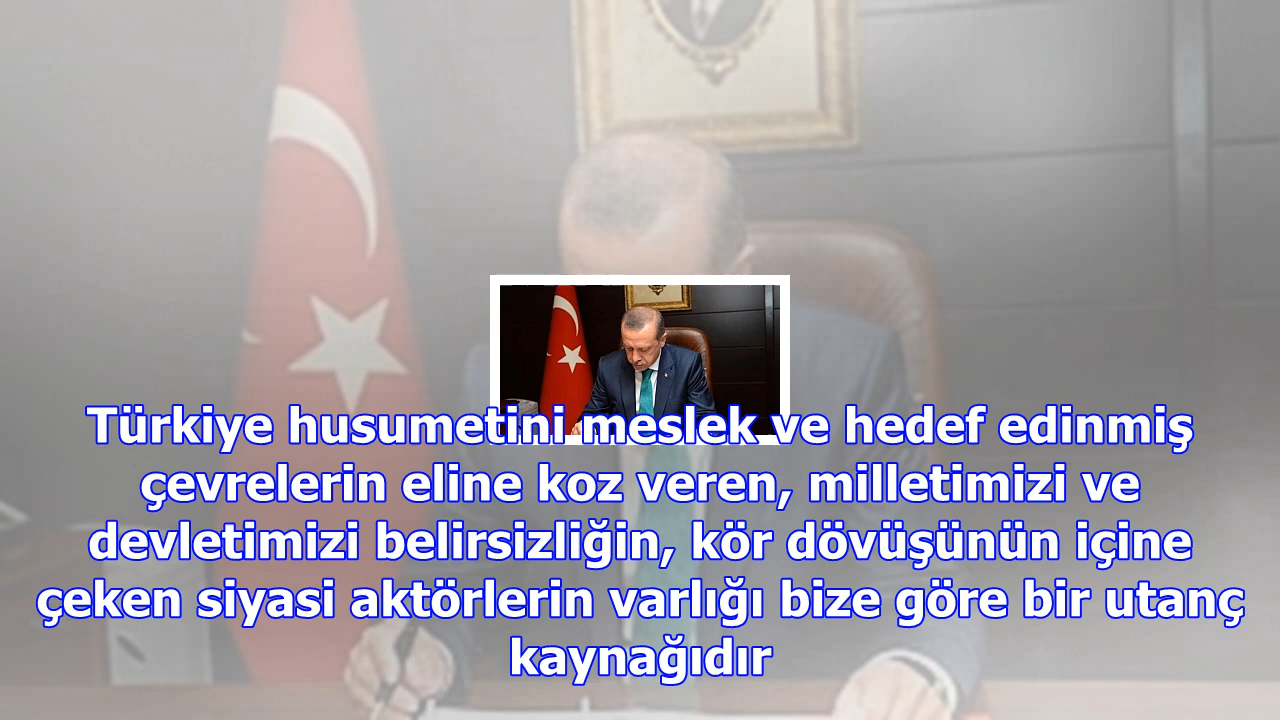 Türkiye husumetini meslek ve hedef edinmiş
çevrelerin eline koz veren, milletimizi ve
devletimizi belirsizliğin, kör dövüşünün içine
çeken siyasi aktörlerin varlığı bize göre bir utanç
kaynağıdır